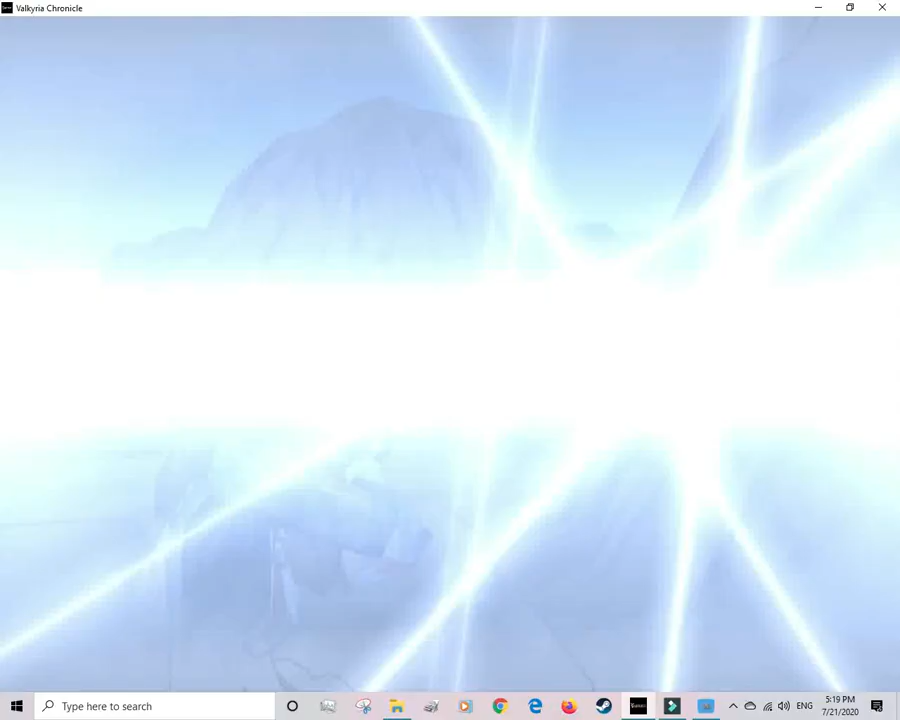 Valkyria Chronicle
Type here to search
ENG
5:19 PM
7/21/2020